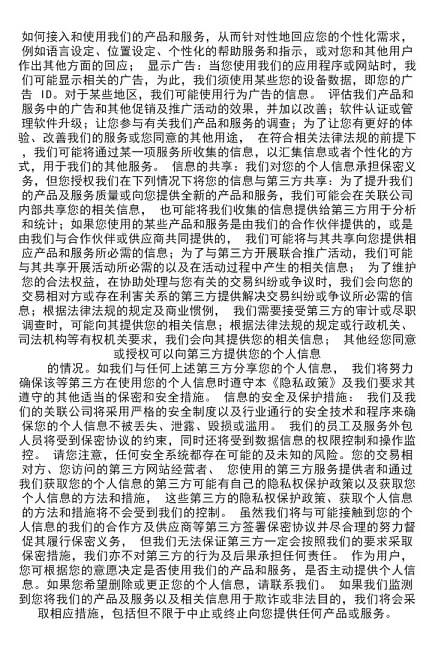 如何接入和使用我们的产品和服务，从而针对性地回应您的个性化需求，
例如语言设定、位置设定、个性化的帮助服务和指示，或对您和其他用户
作出其他方面的回应； 显示广告：当您使用我们的应用程序或网站时，我
们可能显示相关的广告，为此，我们须使用某些您的设备数据，即您的广
告 ID。对于某些地区，我们可能使用行为广告的信息。 评估我们产品和
服务中的广告和其他促销及推广活动的效果，并加以改善；软件认证或管
理软件升级；让您参与有关我们产品和服务的调查；为了让您有更好的体
验、改善我们的服务或您同意的其他用途， 在符合相关法律法规的前提下
，我们可能将通过某一项服务所收集的信息，以汇集信息或者个性化的方
式，用于我们的其他服务。 信息的共享：我们对您的个人信息承担保密义
务，但您授权我们在下列情况下将您的信息与第三方共享：为了提升我们
的产品及服务质量或向您提供全新的产品和服务，我们可能会在关联公司
内部共享您的相关信息， 也可能将我们收集的信息提供给第三方用于分析
和统计；如果您使用的某些产品和服务是由我们的合作伙伴提供的，或是
由我们与合作伙伴或供应商共同提供的， 我们可能将与其共享向您提供相
应产品和服务所必需的信息；为了与第三方开展联合推广活动，我们可能
与其共享开展活动所必需的以及在活动过程中产生的相关信息； 为了维护
您的合法权益，在协助处理与您有关的交易纠纷或争议时，我们会向您的
交易相对方或存在利害关系的第三方提供解决交易纠纷或争议所必需的信
息；根据法律法规的规定及商业惯例， 我们需要接受第三方的审计或尽职
调查时，可能向其提供您的相关信息；根据法律法规的规定或行政机关、
司法机构等有权机关要求，我们会向其提供您的相关信息； 其他经您同意
或授权可以向第三方提供您的个人信息
的情况。如我们与任何上述第三方分享您的个人信息， 我们将努力
确保该等第三方在使用您的个人信息时遵守本《隐私政策》及我们要求其
遵守的其他适当的保密和安全措施。 信息的安全及保护措施： 我们及我
们的关联公司将采用严格的安全制度以及行业通行的安全技术和程序来确
保您的个人信息不被丢失、泄露、毁损或滥用。 我们的员工及服务外包
人员将受到保密协议的约束，同时还将受到数据信息的权限控制和操作监
控。 请您注意，任何安全系统都存在可能的及未知的风险。您的交易相
对方、您访问的第三方网站经营者、 您使用的第三方服务提供者和通过
我们获取您的个人信息的第三方可能有自己的隐私权保护政策以及获取您
个人信息的方法和措施， 这些第三方的隐私权保护政策、获取个人信息
的方法和措施将不会受到我们的控制。 虽然我们将与可能接触到您的个
人信息的我们的合作方及供应商等第三方签署保密协议并尽合理的努力督
促其履行保密义务， 但我们无法保证第三方一定会按照我们的要求采取
保密措施，我们亦不对第三方的行为及后果承担任何责任。 作为用户，
您可根据您的意愿决定是否使用我们的产品和服务，是否主动提供个人信
息。如果您希望删除或更正您的个人信息，请联系我们。 如果我们监测
到您将我们的产品及服务以及相关信息用于欺诈或非法目的，我们将会采
取相应措施，包括但不限于中止或终止向您提供任何产品或服务。